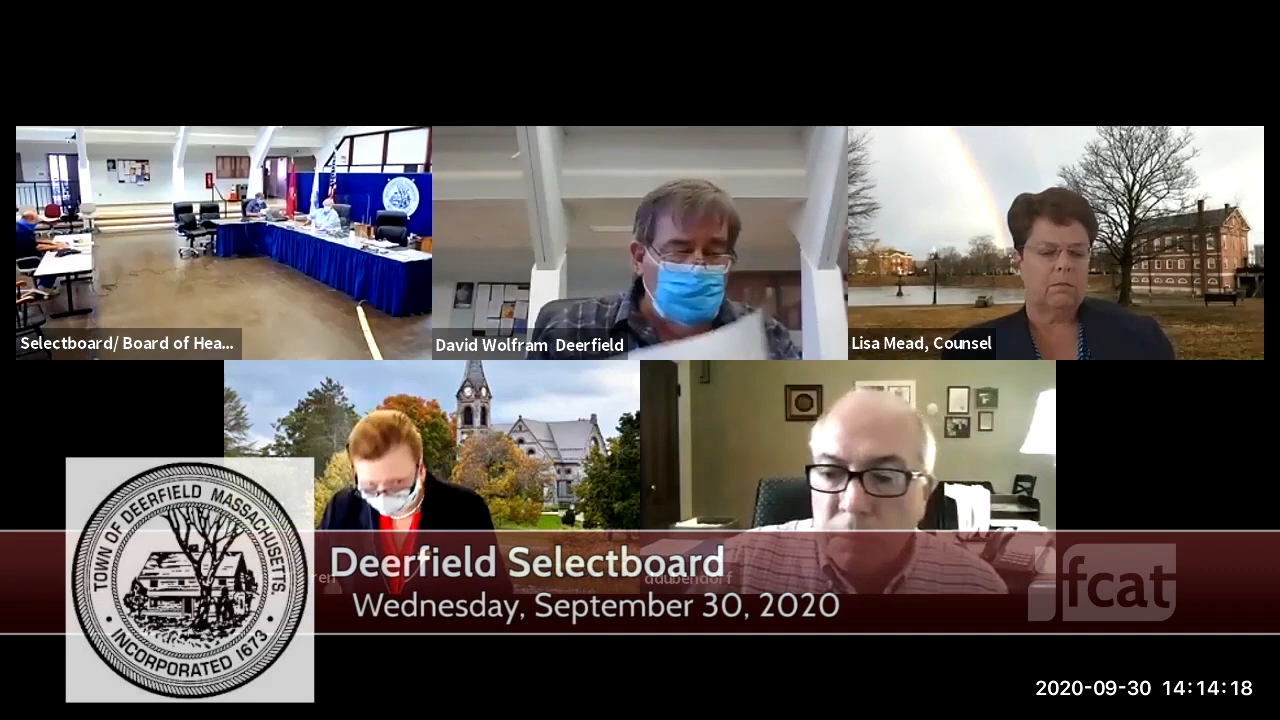 Selectboard/ Board of Hea...
David Wolfram Deerfield
Lisa Mead, Counsel
TOWN OF DEERFIELD MASSACHUSETTS.
INCORPORATED 1673
Deerfield Selectboard
Wednesday, September 30, 2020
fcat
2020-09-30 14:14:18